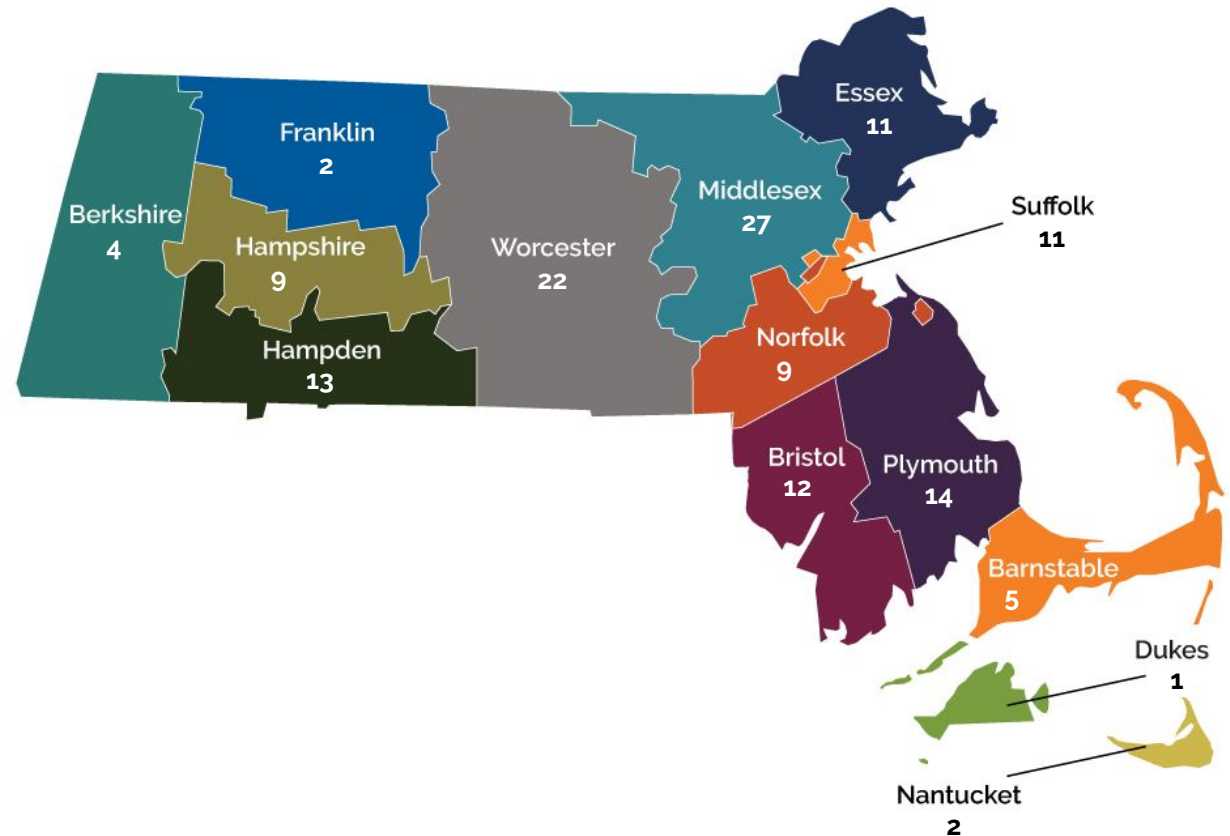 Essex
11
Franklin
2
Middlesex
27
Suffolk
11
Berkshire
4
Hampshire
9
Worcester
22
Norfolk
9
Hampden
13
Bristol
12
Plymouth
14
Barnstable
5
Dukes
1
Nantucket
2